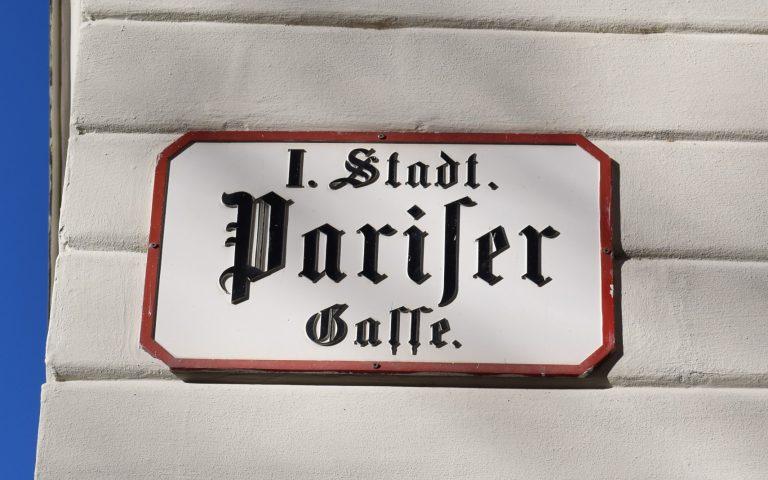 I. Stadt.
Pariſer
Gaſſe.